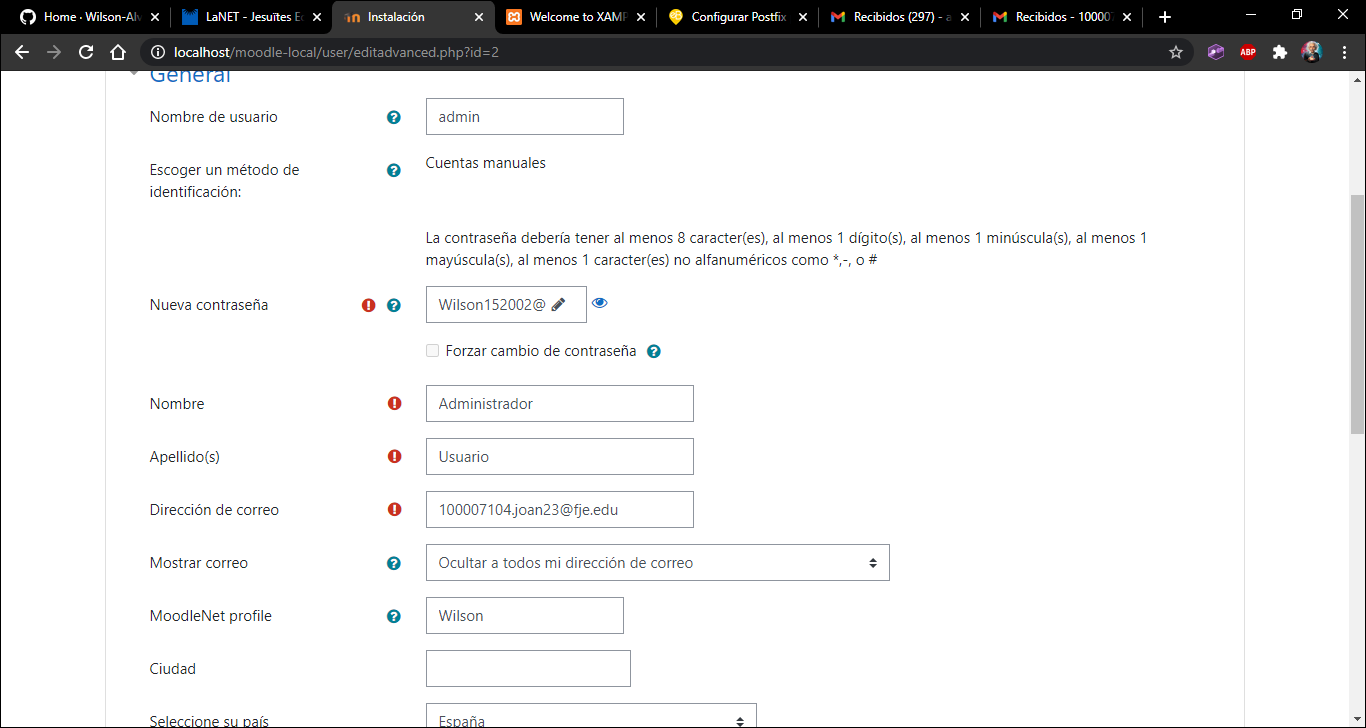 Home · Wilson-Alv
LaNET - Jesuïtes Ed
Instalación
Welcome to XAMP
Configurar Postfix
Recibidos (297) - a
Recibidos - 10000
localhost/moodle-local/user/editadvanced.php?id=2
ABP
General
Nombre de usuario
admin
Escoger un método de
identificación:
Cuentas manuales
La contraseña debería tener al menos 8 caracter(es), al menos 1 dígito(s), al menos 1 minúscula(s), al menos 1
mayúscula(s), al menos 1 caracter(es) no alfanuméricos como *,-, o #
Nueva contraseña
Wilson152002@
Forzar cambio de contraseña
Nombre
Administrador
Apellido(s)
Usuario
Dirección de correo
100007104.joan23@fje.edu
Mostrar correo
Ocultar a todos mi dirección de correo
MoodleNet profile
Wilson
Ciudad
Seleccione su país
España